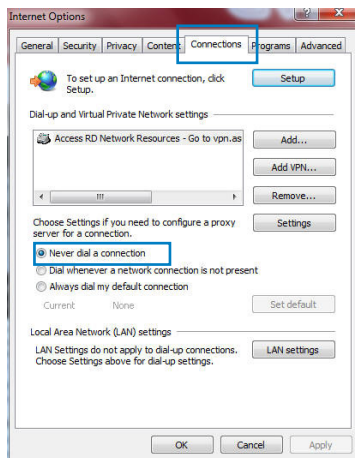 Internet Options
General Security Privacy Content Connections Programs Advanced
To set up an Internet connection, click Setup
Setup.
Dial-up and Virtual Private Network settings
Access RD Network Resources - Go to vpn.as Add...
Add VPN...
Remove...
Choose Settings if you need to configure a proxy Settings
server for a connection.
Never dial a connection
Dial whenever a network connection is not present
Always dial my default connection
Current None Set default
Local Area Network (LAN) settings
LAN Settings do not apply to dial-up connections. LAN settings
Choose Settings above for dial-up settings.
OK Cancel Apply